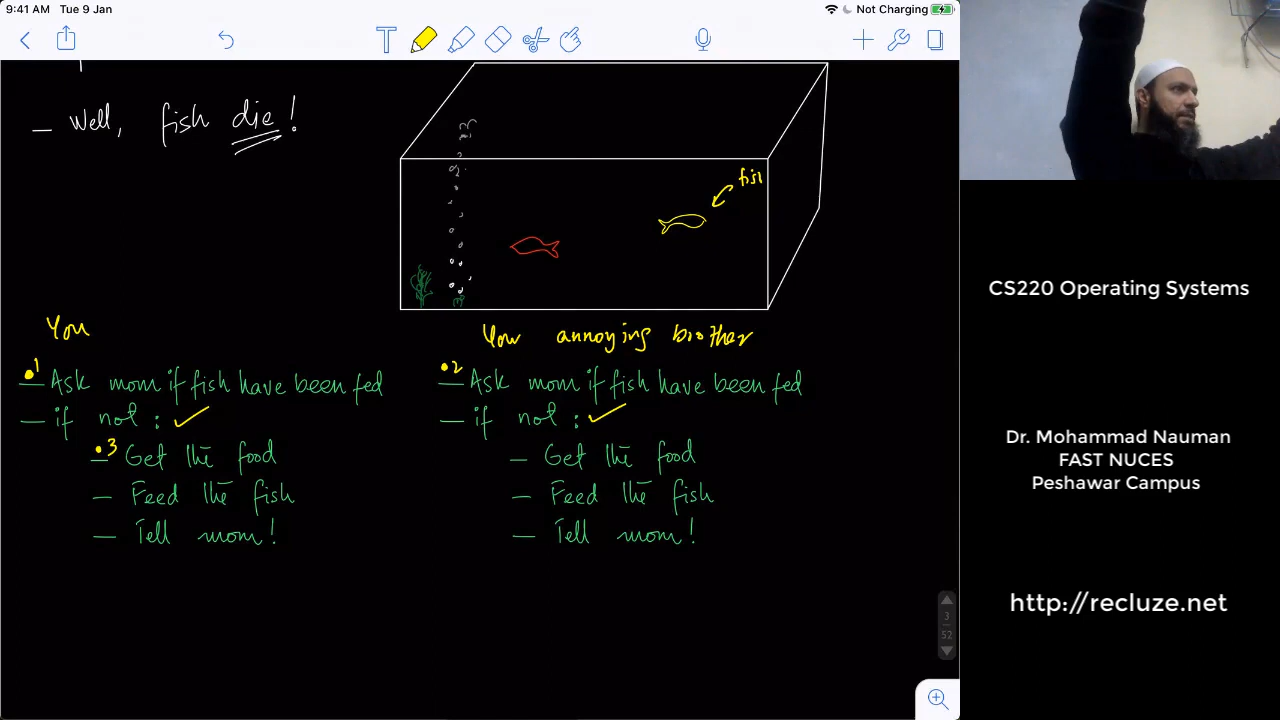 9:41 AM Tue 9 Jan
Not Charging
T
– Well, fish die!
fish
You
Your annoying brother
•1
– Ask mom if fish have been fed
– if not: ✓
•3
– Get the food
– Feed the fish
– Tell mom!
•2
– Ask mom if fish have been fed
– if not: ✓
– Get the food
– Feed the fish
– Tell mom!
3
52
CS220 Operating Systems
Dr. Mohammad Nauman
FAST NUCES
Peshawar Campus
http://recluze.net